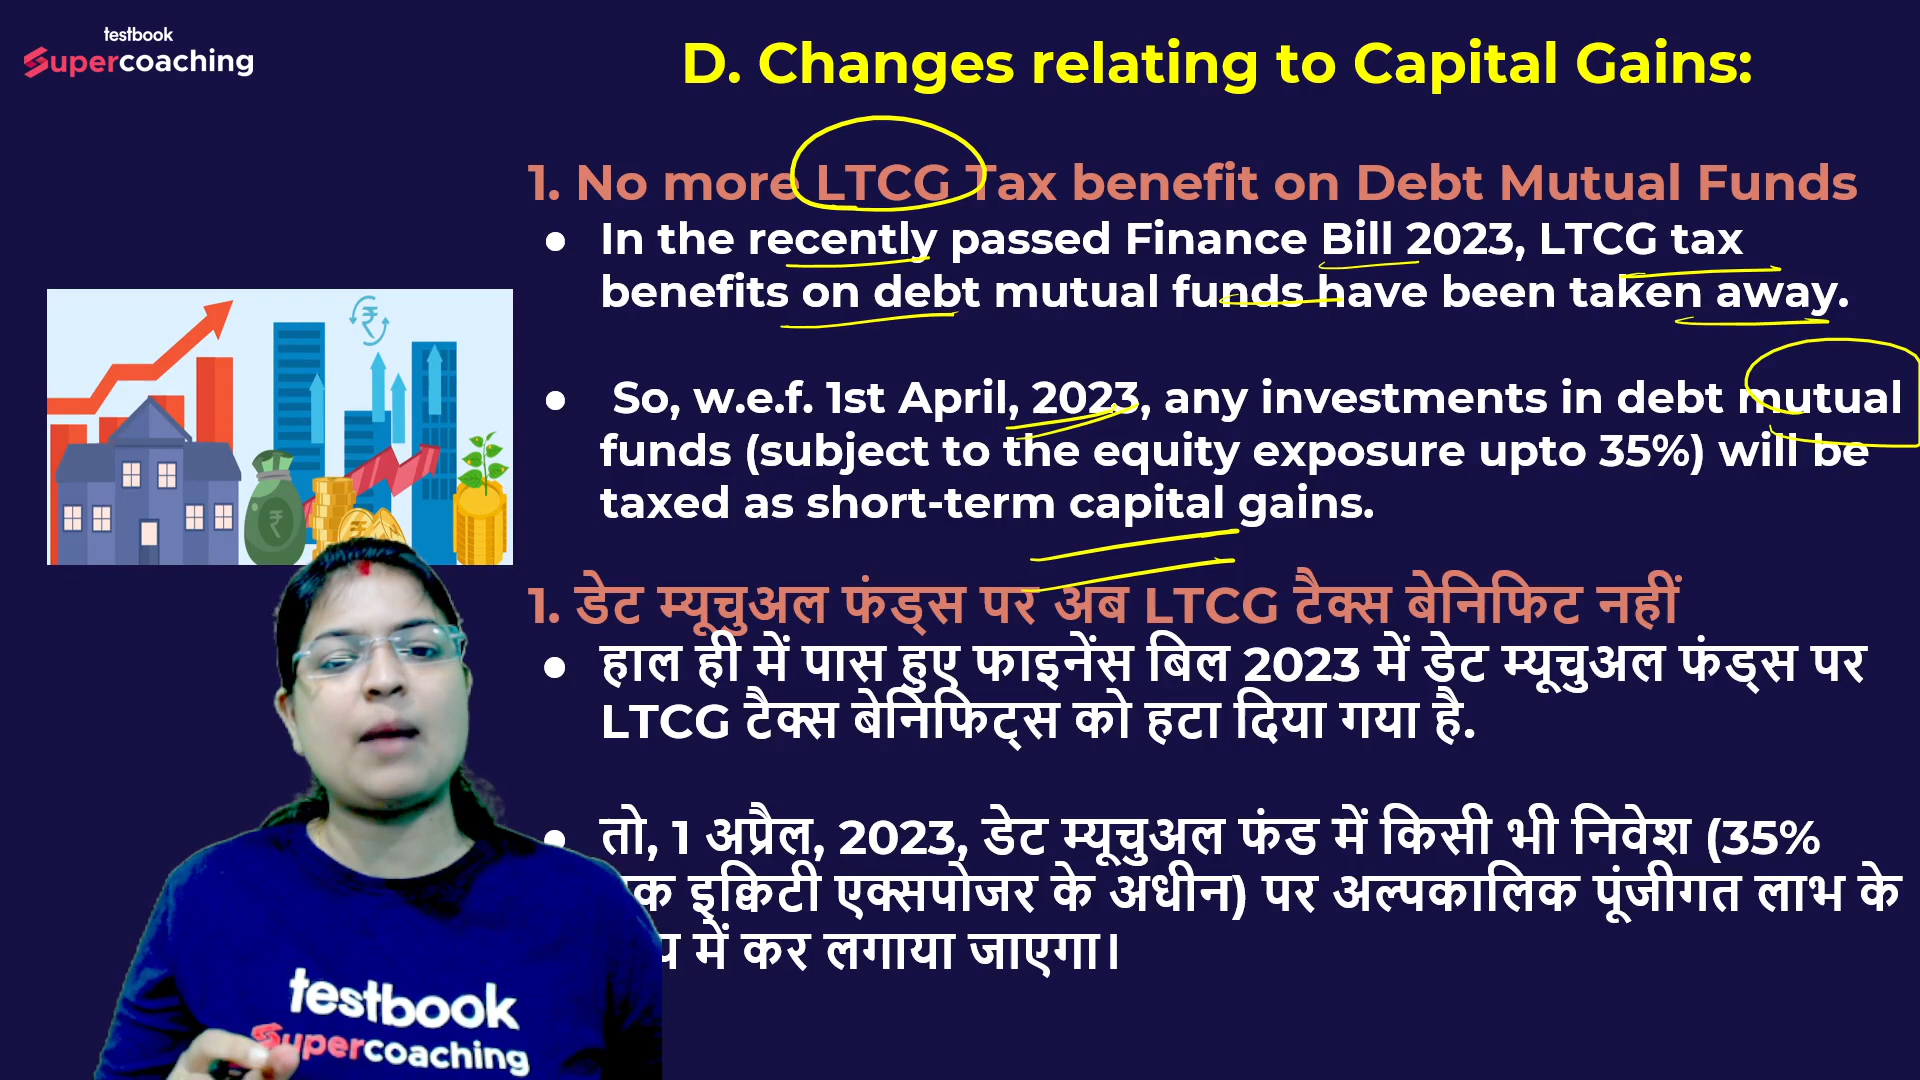 testbook
Supercoaching
D. Changes relating to Capital Gains:
1. No more LTCG Tax benefit on Debt Mutual Funds
● In the recently passed Finance Bill 2023, LTCG tax
benefits on debt mutual funds have been taken away.
● So, w.e.f. 1st April, 2023, any investments in debt mutual
funds (subject to the equity exposure upto 35%) will be
taxed as short-term capital gains.
1. डेट म्यूचुअल फंड्स पर अब LTCG टैक्स बेनिफिट नहीं
● हाल ही में पास हुए फाइनेंस बिल 2023 में डेट म्यूचुअल फंड्स पर
LTCG टैक्स बेनिफिट्स को हटा दिया गया है.
● तो, 1 अप्रैल, 2023, डेट म्यूचुअल फंड में किसी भी निवेश (35%
इक्विटी एक्सपोजर के अधीन) पर अल्पकालिक पूंजीगत लाभ के
में कर लगाया जाएगा।
testbook
Supercoaching